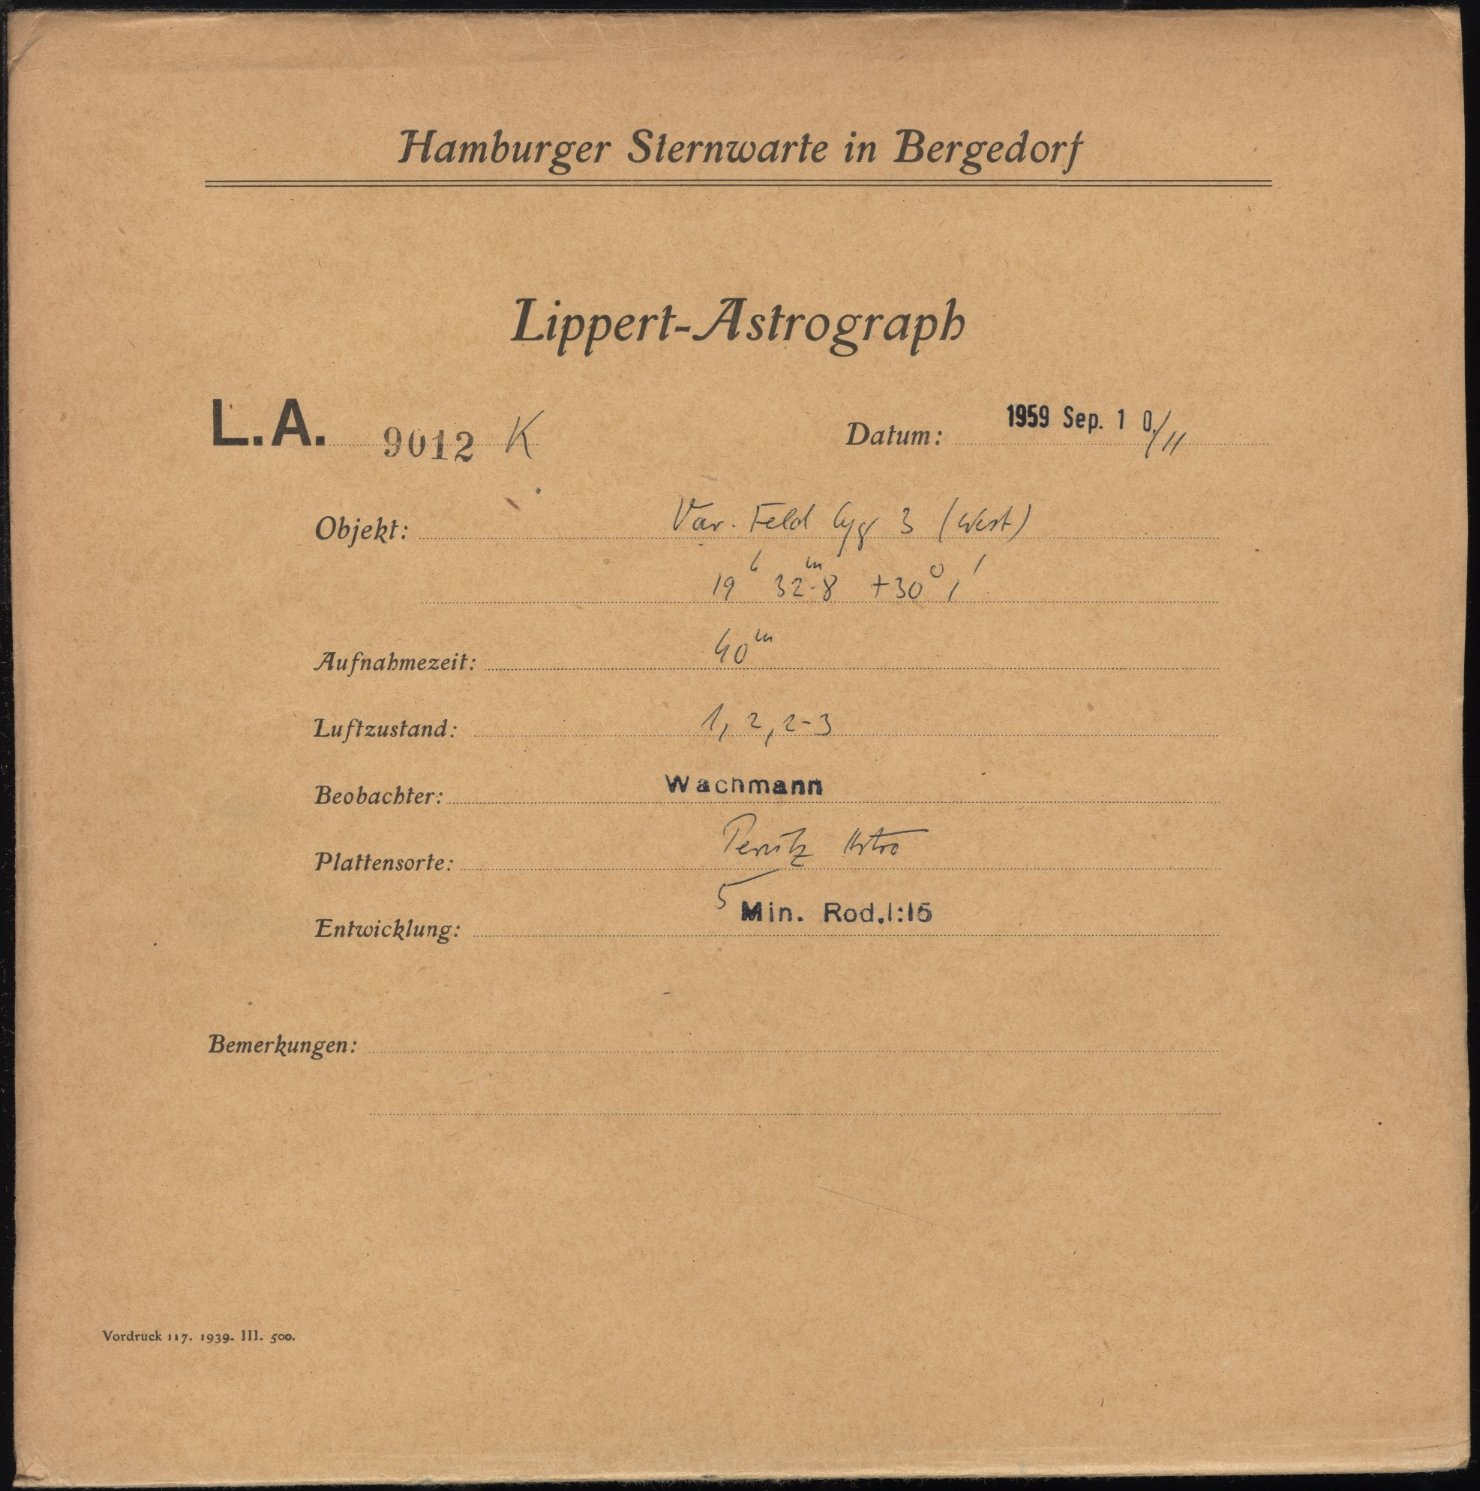 Hamburger Sternwarte in Bergedorf
Lippert-Astrograph
L.A. 9012 K Datum: 1959 Sep. 10/11
Objekt: Var. Feld Cyg 3 (West)
19h 32m.8 +30° 1'
Aufnahmezeit: 40m
Luftzustand: 1, 2, 2-3
Beobachter: Wachmann
Plattensorte: Perutz Astro
Entwicklung: 5 Min. Rod.1:15
Bemerkungen:
Vordruck 117. 1939. III. 500.